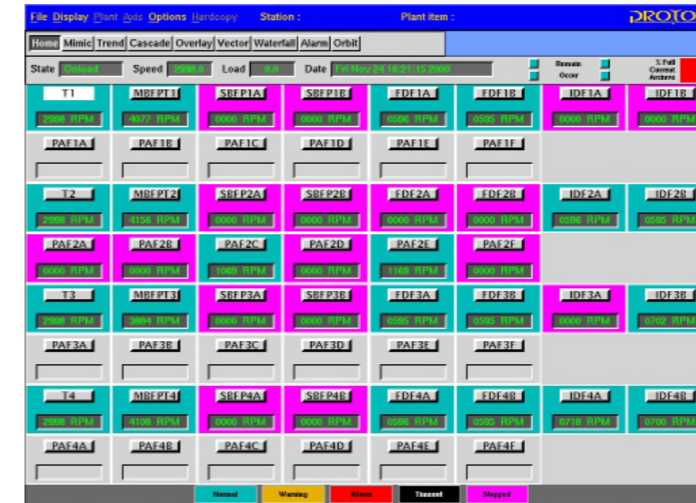 File Display Plant Axis Options Hardcopy Station : Plant item : PROTO
Home Mimic Trend Cascade Overlay Vector Waterfall Alarm Orbit
State Onload Speed 2998.0 Load 0.0 Date Fri Nov 24 16:21:15 2000 Remain Occur % Full Current Archive
T1 MBFPT1 SBFP1A SBFP1B FDF1A FDF1B IDF1A IDF1B
2998 RPM 4077 RPM 0000 RPM 0000 RPM 0596 RPM 0595 RPM 0000 RPM 0000 RPM
PAF1A PAF1B PAF1C PAF1D PAF1E PAF1F
T2 MBFPT2 SBFP2A SBFP2B FDF2A FDF2B IDF2A IDF2B
2998 RPM 4156 RPM 0000 RPM 0000 RPM 0000 RPM 0000 RPM 0586 RPM 0585 RPM
PAF2A PAF2B PAF2C PAF2D PAF2E PAF2F
0000 RPM 0000 RPM 1069 RPM 0000 RPM 1169 RPM 0000 RPM
T3 MBFPT3 SBFP3A SBFP3B FDF3A FDF3B IDF3A IDF3B
2998 RPM 3884 RPM 0000 RPM 0000 RPM 0595 RPM 0595 RPM 0000 RPM 0702 RPM
PAF3A PAF3B PAF3C PAF3D PAF3E PAF3F
T4 MBFPT4 SBFP4A SBFP4B FDF4A FDF4B IDF4A IDF4B
2998 RPM 4108 RPM 0000 RPM 0000 RPM 0596 RPM 0595 RPM 0718 RPM 0700 RPM
PAF4A PAF4B PAF4C PAF4D PAF4E PAF4F
Normal Warning Alarm Timeout Stopped